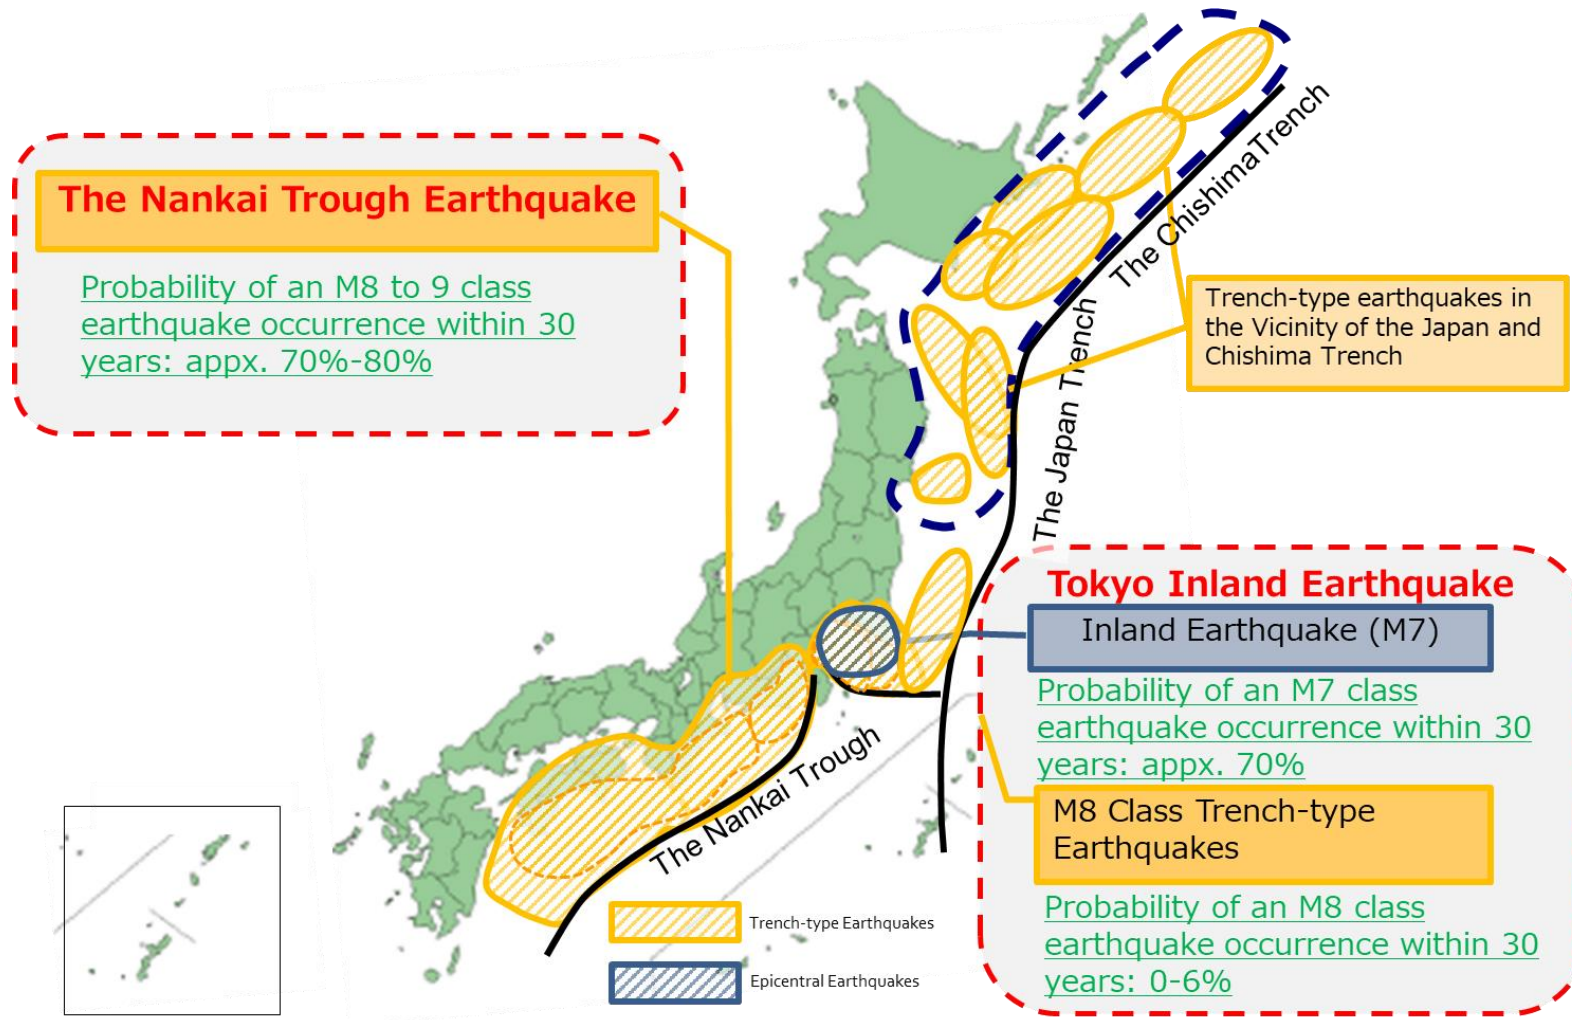 The Nankai Trough Earthquake
Probability of an M8 to 9 class
earthquake occurrence within 30
years: appx. 70%-80%
The ChishimaTrench
Trench-type earthquakes in
the Vicinity of the Japan and
Chishima Trench
The Japan Trench
Tokyo Inland Earthquake
Inland Earthquake (M7)
Probability of an M7 class
earthquake occurrence within 30
years: appx. 70%
M8 Class Trench-type
Earthquakes
Probability of an M8 class
earthquake occurrence within 30
years: 0-6%
The Nankai Trough
Trench-type Earthquakes
Epicentral Earthquakes